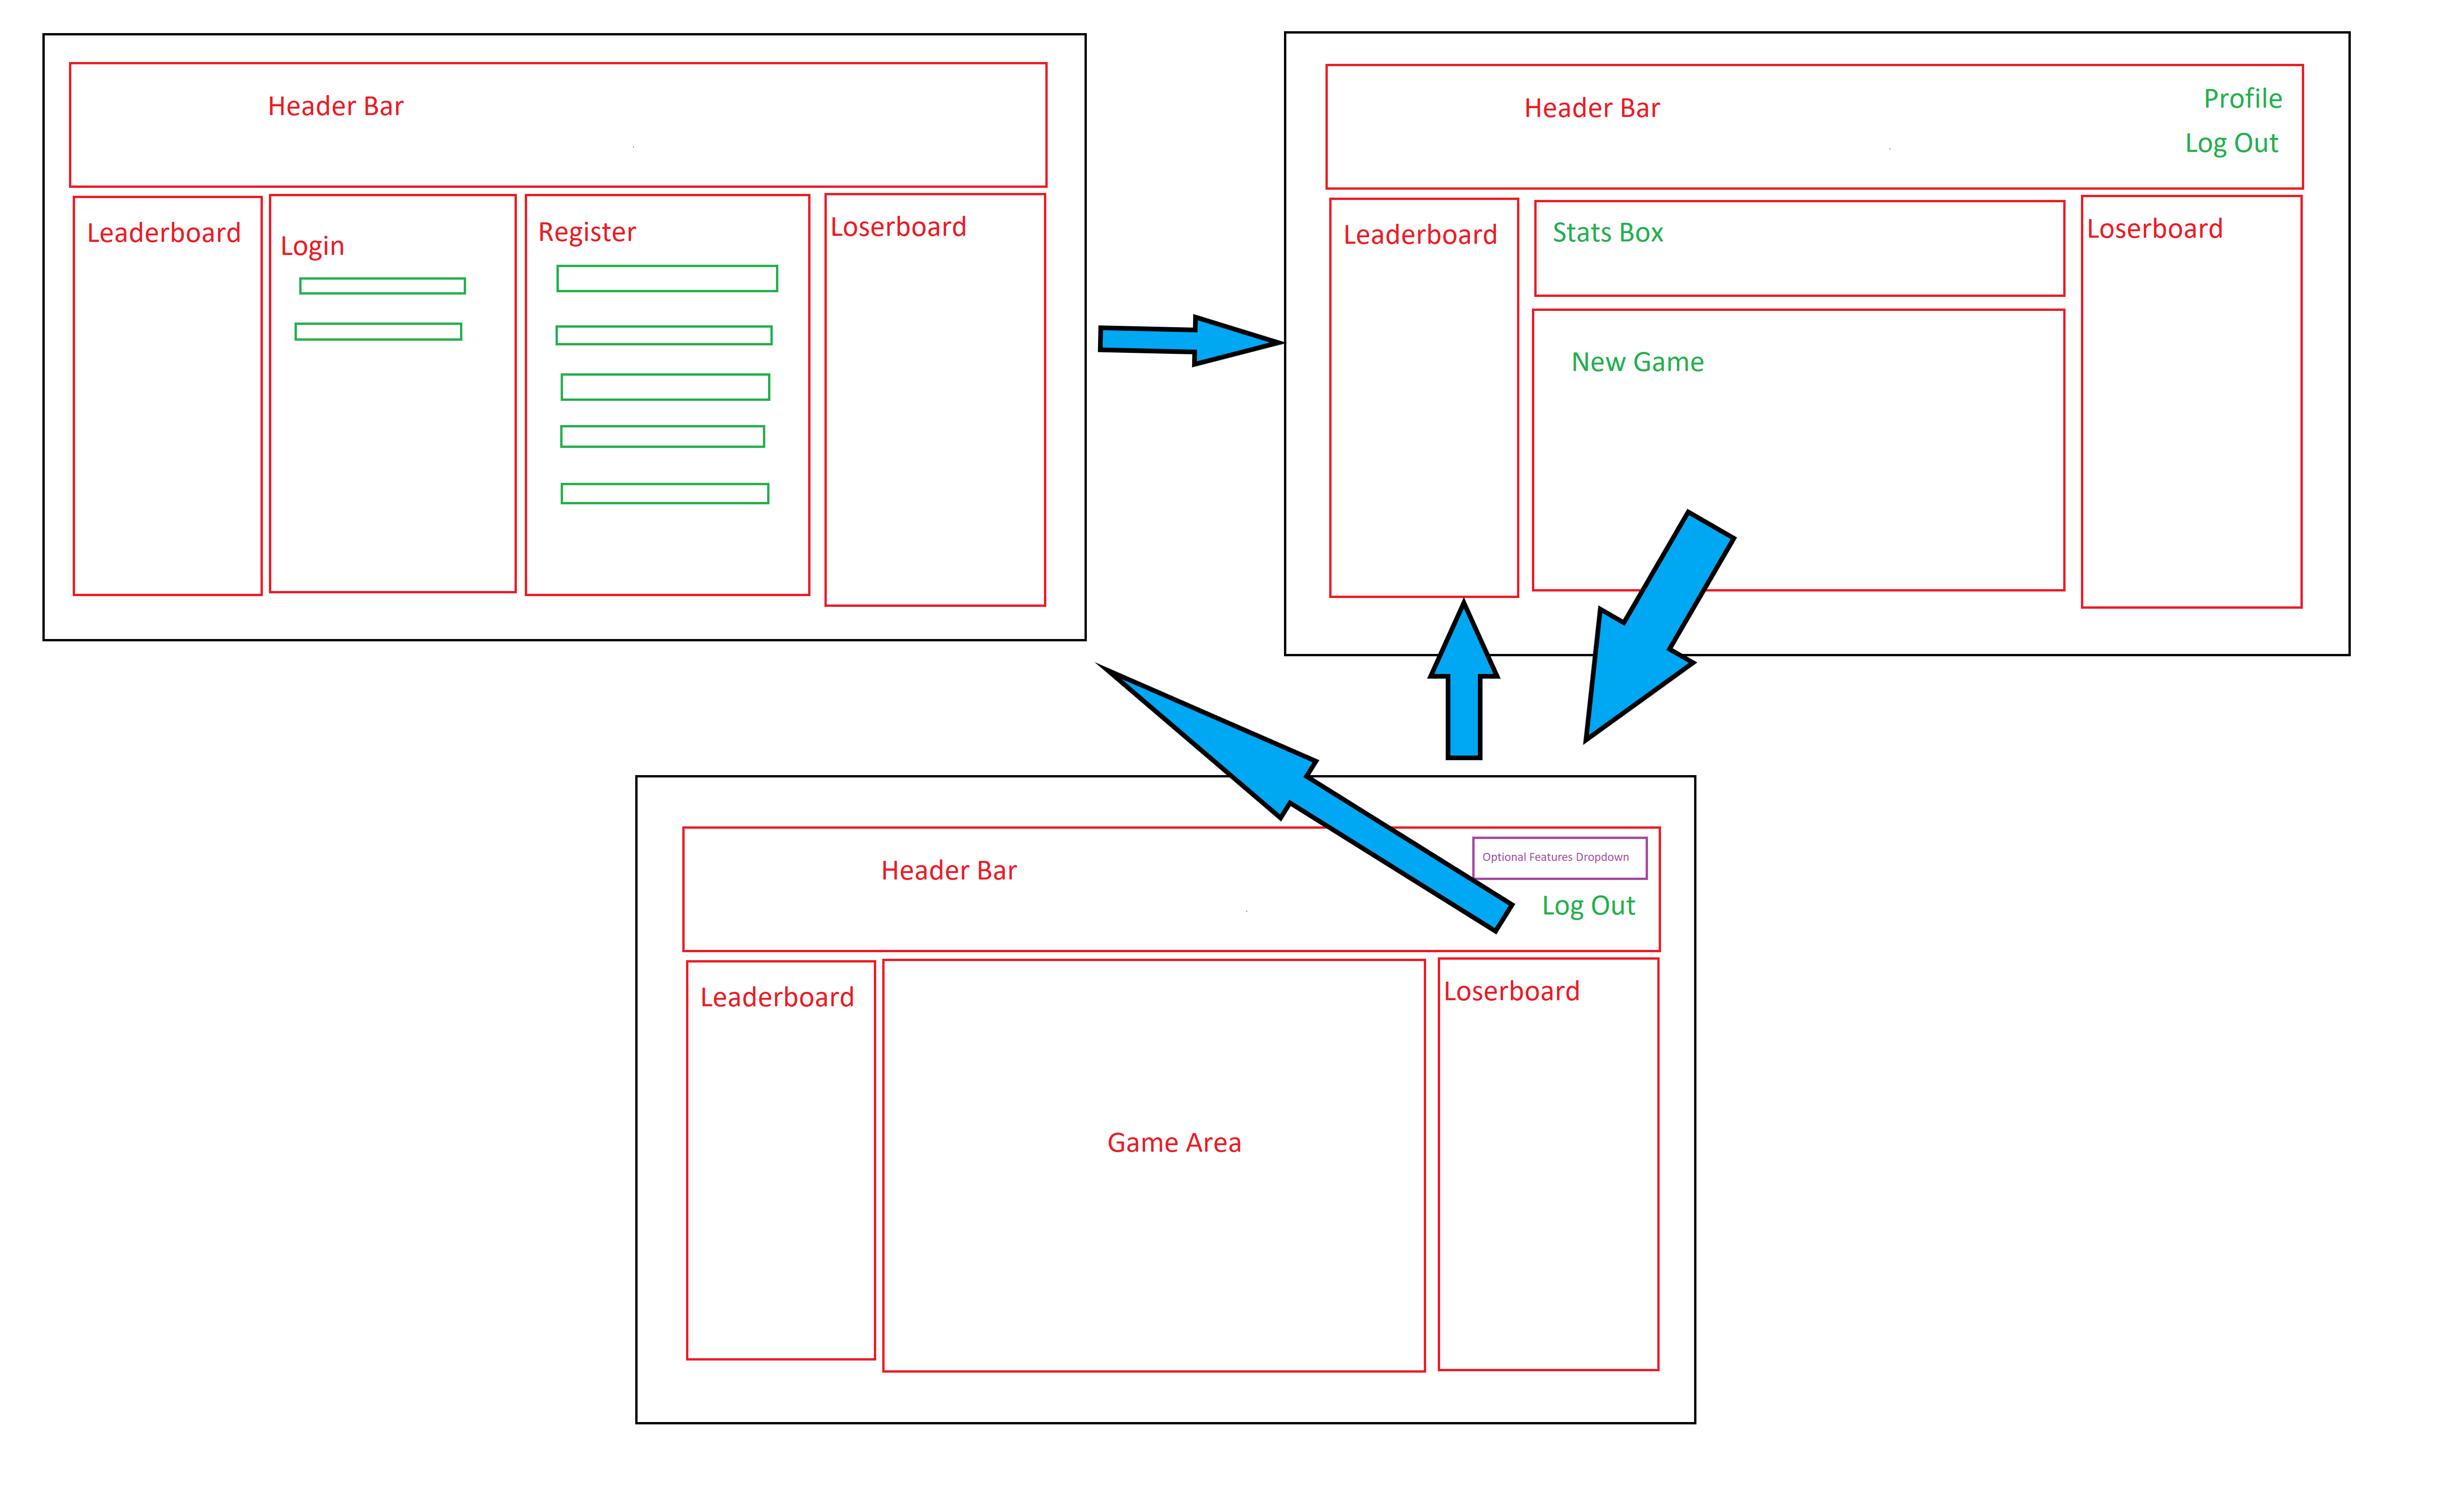 Header Bar
Leaderboard
Login
Register
Loserboard
Header Bar
Profile
Log Out
Leaderboard
Stats Box
New Game
Loserboard
Header Bar
Optional Features Dropdown
Log Out
Leaderboard
Game Area
Loserboard